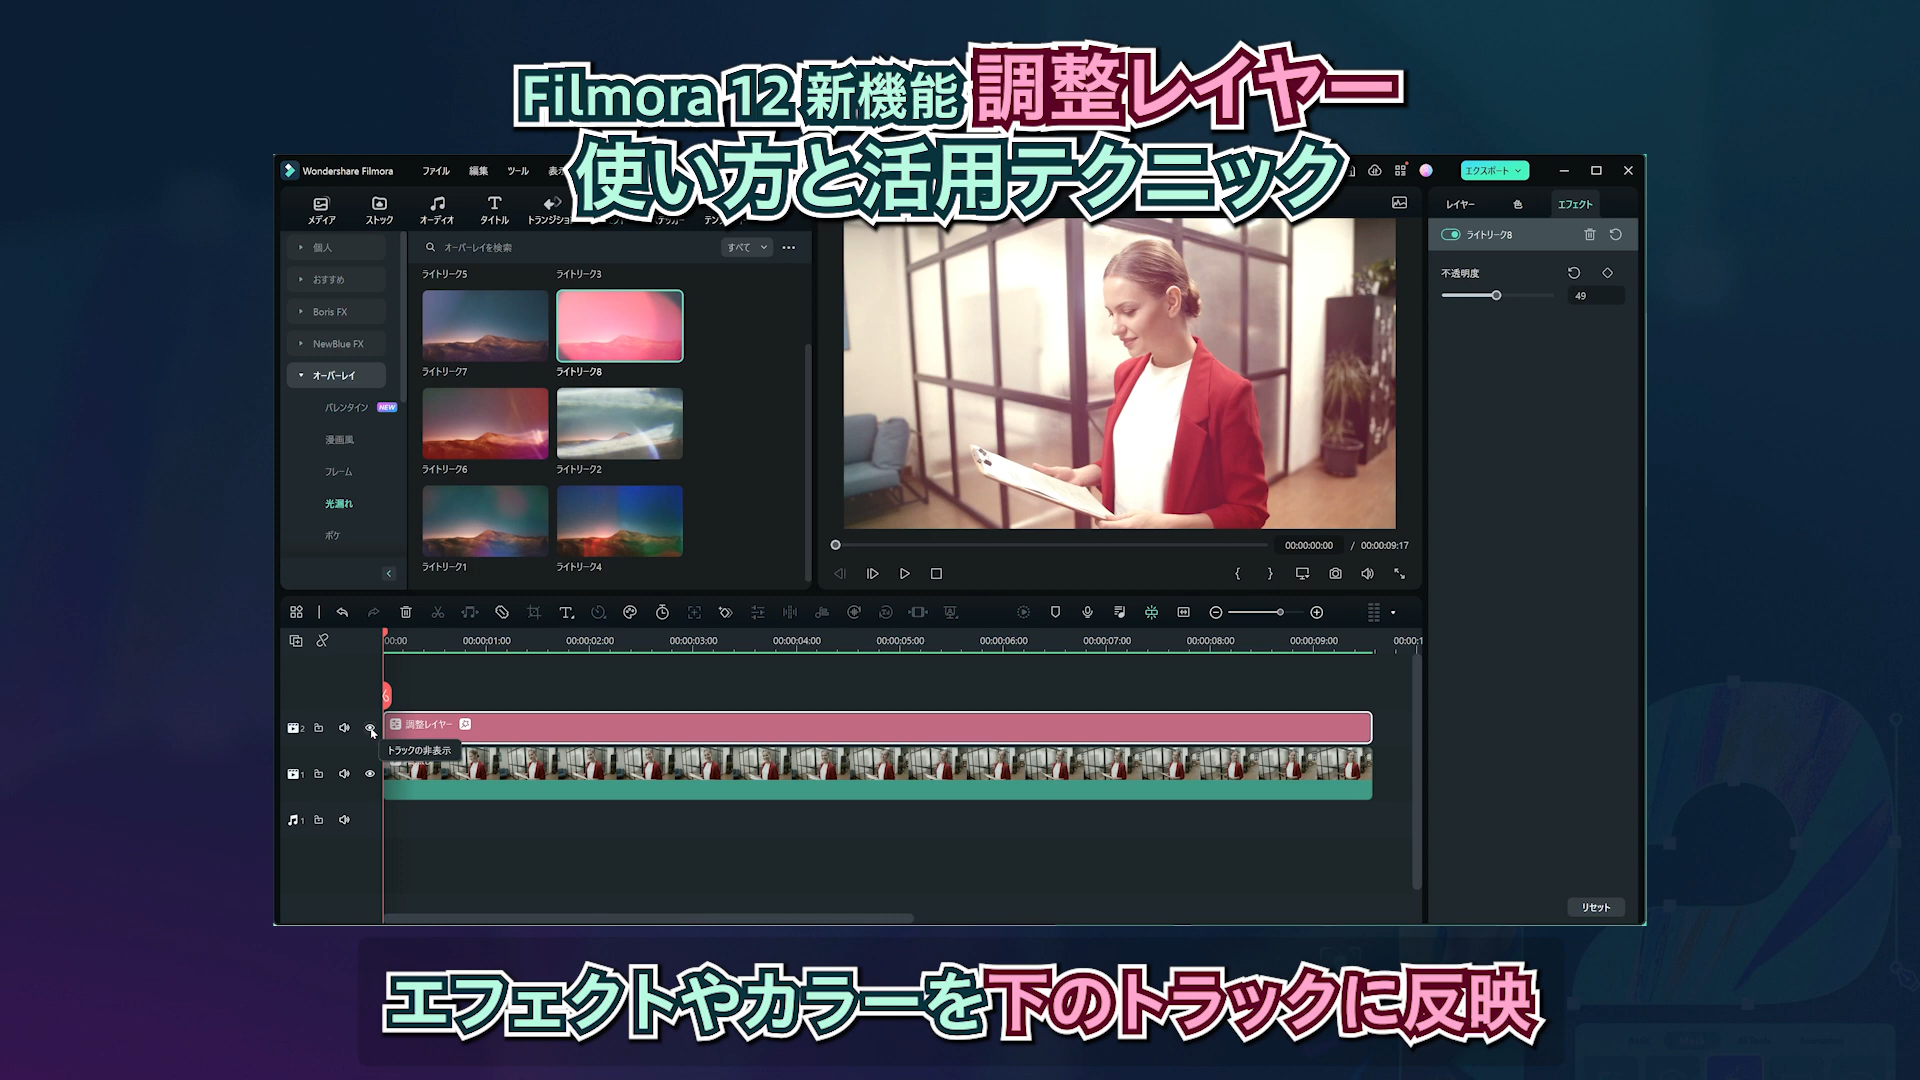 Filmora 12 新機能 調整レイヤー
使い方と活用テクニック
Wondershare Filmora
ファイル 編集 ツール
エクスポート
メディア ストック オーディオ タイトル
レイヤー 色 エフェクト
個人
おすすめ
Boris FX
NewBlue FX
オーバーレイ
バレンタイン NEW
漫画風
フレーム
光漏れ
ボケ
オーバーレイを検索 すべて
ライトリーク5 ライトリーク3
ライトリーク7 ライトリーク8
ライトリーク6 ライトリーク2
ライトリーク1 ライトリーク4
00:00:00:00 / 00:00:09:17
ライトリーク8
不透明度
49
00:00 00:00:01:00 00:00:02:00 00:00:03:00 00:00:04:00 00:00:05:00 00:00:06:00 00:00:07:00 00:00:08:00 00:00:09:00 00:00:1
2 調整レイヤー
トラックの非表示
1
1
リセット
エフェクトやカラーを下のトラックに反映